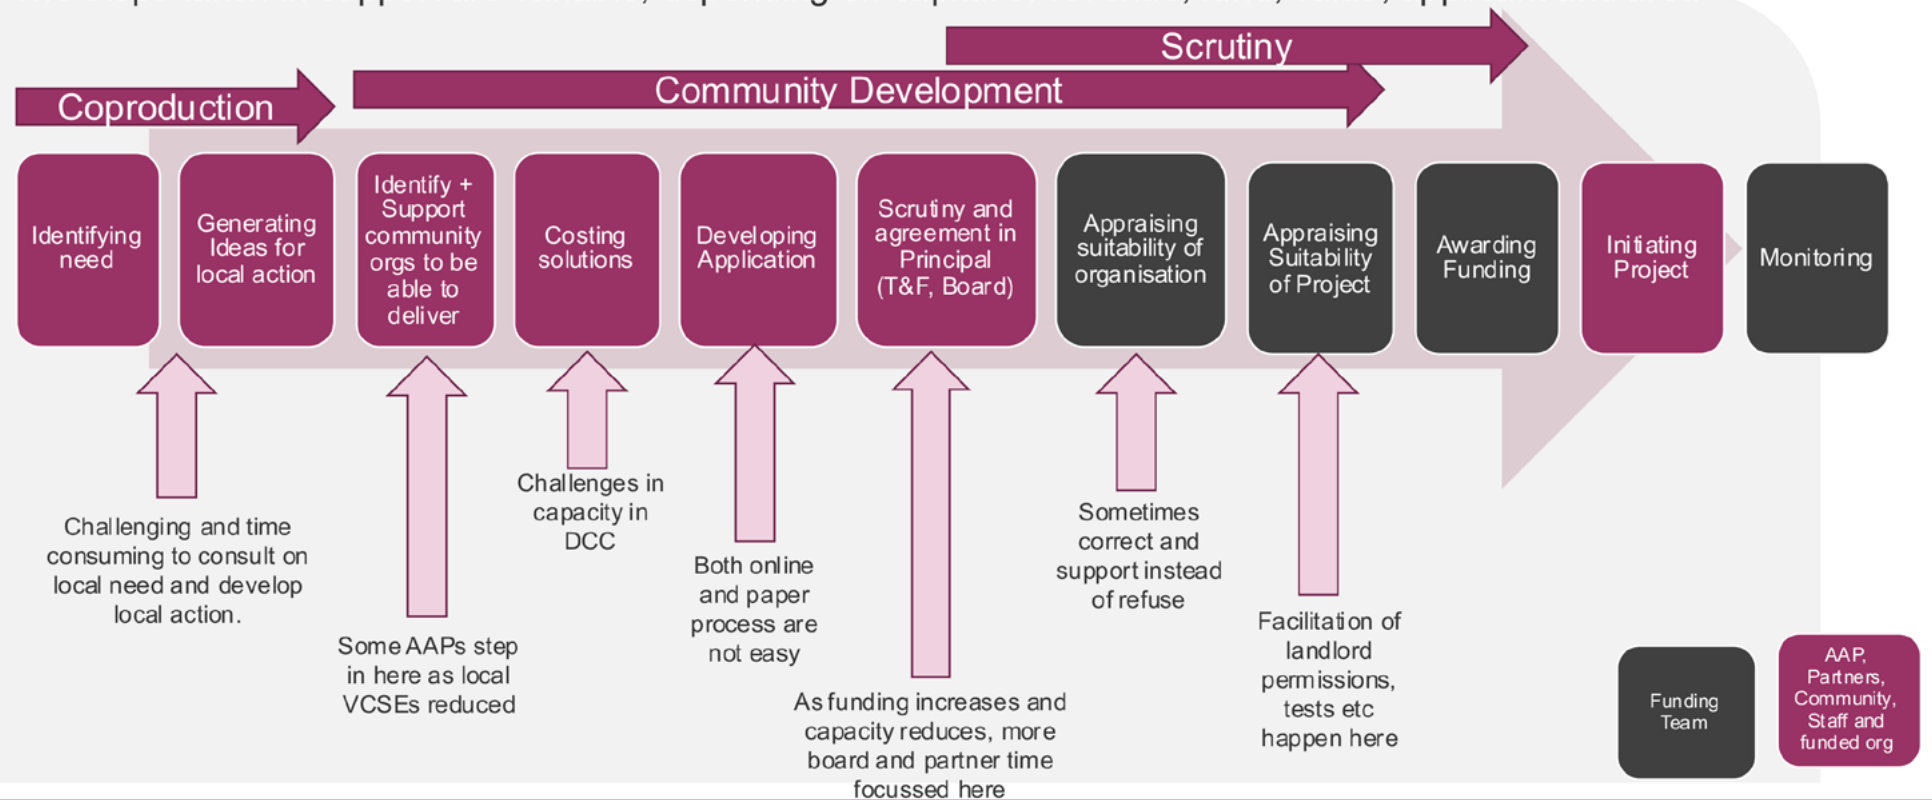 Scrutiny
Community Development
Coproduction
Identifying
need
Generating
Ideas for
local action
Identify +
Support
community
orgs to be
able to
deliver
Costing
solutions
Developing
Application
Scrutiny and
agreement in
Principal
(T&F, Board)
Appraising
suitability of
organisation
Appraising
Suitability
of Project
Awarding
Funding
Initiating
Project
Monitoring
Challenging and time
consuming to consult on
local need and develop
local action.
Some AAPs step
in here as local
VCSEs reduced
Challenges in
capacity in
DCC
Both online
and paper
process are
not easy
As funding increases and
capacity reduces, more
board and partner time
focussed here
Sometimes
correct and
support instead
of refuse
Facilitation of
landlord
permissions,
tests etc
happen here
Funding
Team
AAP,
Partners,
Community,
Staff and
funded org